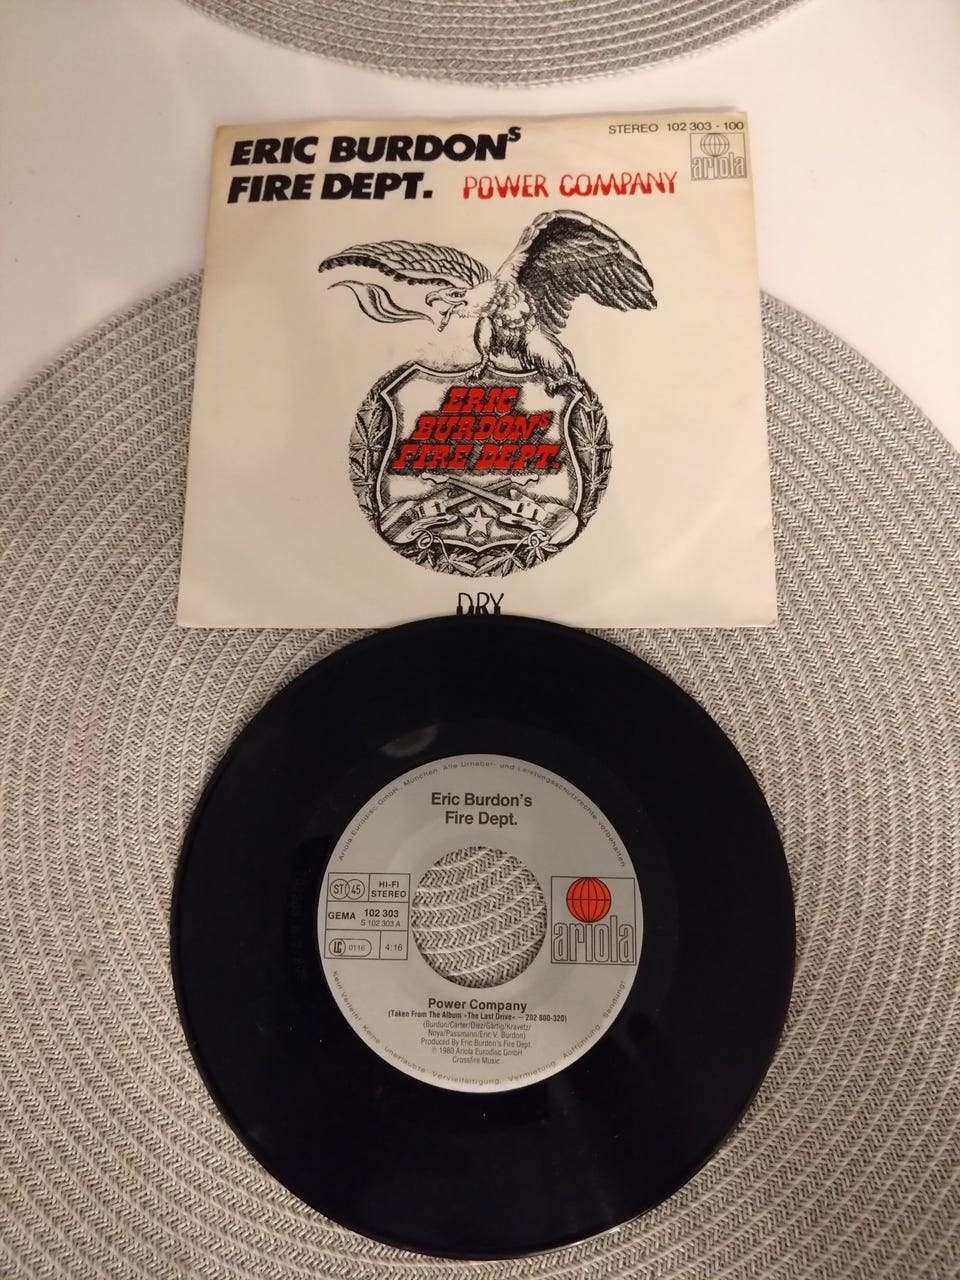 ERIC BURDONS
FIRE DEPT.
POWER COMPANY
STEREO 102 303 - 100
ariola
ERIC
BURDONS
FIRE DEPT.
DRY
Ariola-Eurodisc GmbH., München. Alle Urheber- und Leistungsschutzrechte vorbehalten.
Eric Burdon's
Fire Dept.
ST 45
HI-FI
STEREO
GEMA
102 303
S 102 303 A
LC 0116
4:16
ariola
Power Company
(Taken From The Album »The Last Drive« — 202 600-320)
(Burdon/Carter/Diez/Gärtig/Kravetz/
Noya/Passmann/Eric V. Burdon)
Produced By Eric Burdon's Fire Dept.
℗ 1980 Ariola Eurodisc GmbH
Crossfire Music
Kein Verleih! Keine unerlaubte Vervielfältigung, Vermietung, Aufführung, Sendung!